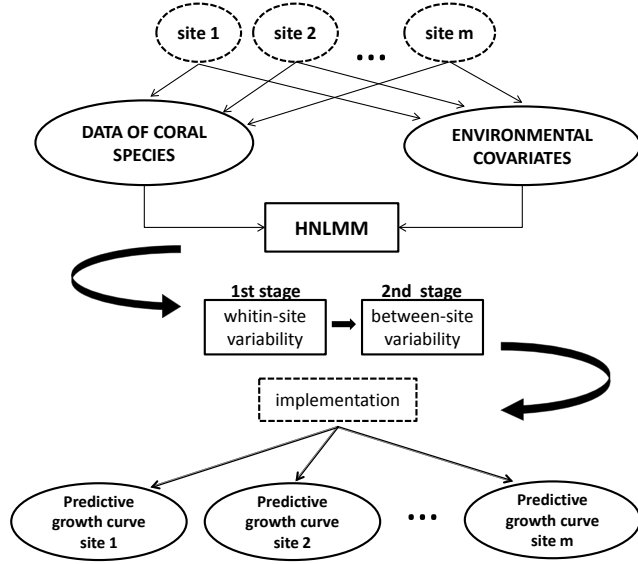 site 1
site 2
...
site m
DATA OF CORAL
SPECIES
ENVIRONMENTAL
COVARIATES
HNLMM
1st stage
whitin-site
variability
2nd stage
between-site
variability
implementation
Predictive
growth curve
site 1
Predictive
growth curve
site 2
...
Predictive
growth curve
site m